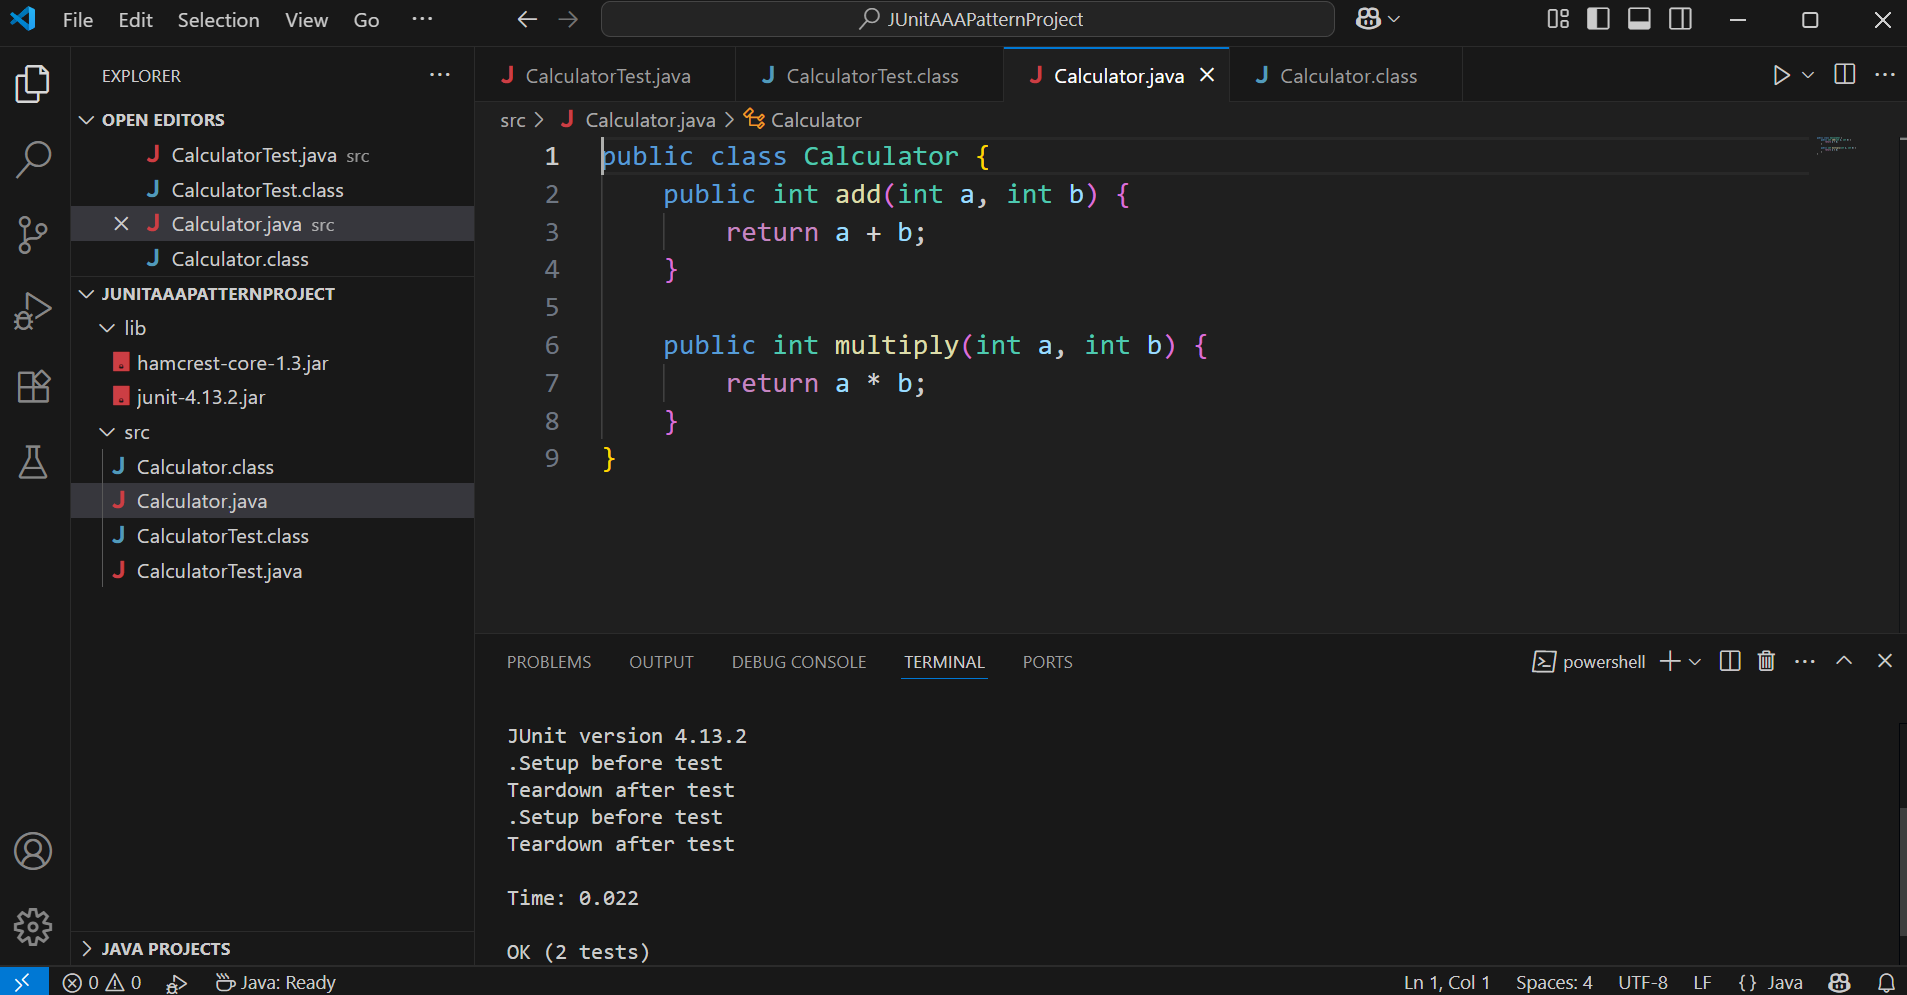 File Edit Selection View Go ···
JUnitAAAPatternProject
EXPLORER
OPEN EDITORS
CalculatorTest.java src
CalculatorTest.class
Calculator.java src
Calculator.class
JUNITAAAPATTERNPROJECT
lib
hamcrest-core-1.3.jar
junit-4.13.2.jar
src
Calculator.class
Calculator.java
CalculatorTest.class
CalculatorTest.java
JAVA PROJECTS
CalculatorTest.java CalculatorTest.class Calculator.java Calculator.class
src > Calculator.java > Calculator
1 public class Calculator {
2     public int add(int a, int b) {
3         return a + b;
4     }
5
6     public int multiply(int a, int b) {
7         return a * b;
8     }
9 }
PROBLEMS OUTPUT DEBUG CONSOLE TERMINAL PORTS
powershell
JUnit version 4.13.2
.Setup before test
Teardown after test
.Setup before test
Teardown after test
Time: 0.022
OK (2 tests)
0 0 Java: Ready
Ln 1, Col 1 Spaces: 4 UTF-8 LF {} Java